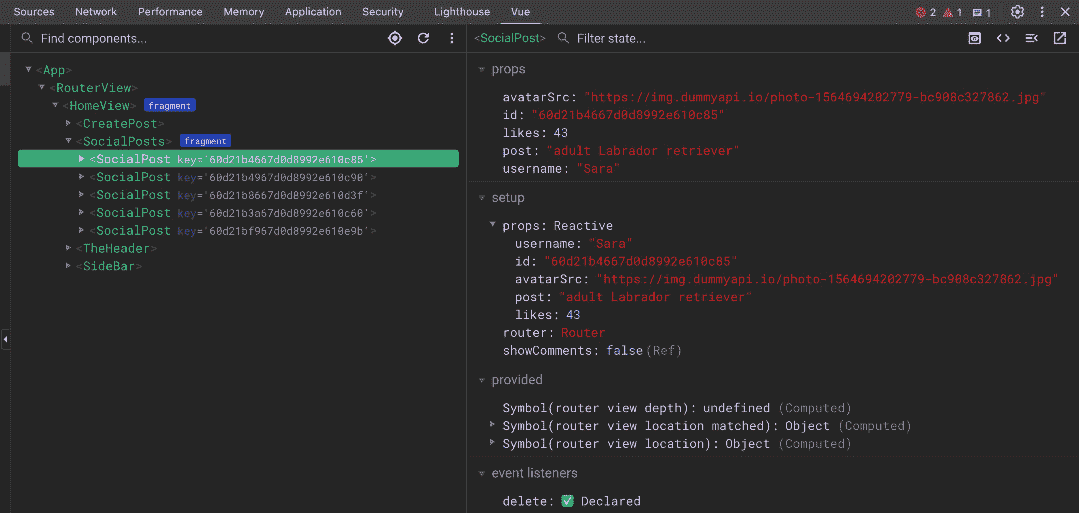 Sources Network Performance Memory Application Security Lighthouse Vue 2 1 1
Find components...
<SocialPost> Filter state...
<App>
<RouterView>
<HomeView> fragment
<CreatePost>
<SocialPosts> fragment
<SocialPost key='60d21b4667d0d8992e610c85'>
<SocialPost key='60d21b4967d0d8992e610c90'>
<SocialPost key='60d21b8667d0d8992e610d3f'>
<SocialPost key='60d21b3a67d0d8992e610c60'>
<SocialPost key='60d21bf967d0d8992e610e9b'>
<TheHeader>
<SideBar>
props
avatarSrc: "https://img.dummyapi.io/photo-1564694202779-bc908c327862.jpg"
id: "60d21b4667d0d8992e610c85"
likes: 43
post: "adult Labrador retriever"
username: "Sara"
setup
props: Reactive
username: "Sara"
id: "60d21b4667d0d8992e610c85"
avatarSrc: "https://img.dummyapi.io/photo-1564694202779-bc908c327862.jpg"
post: "adult Labrador retriever"
likes: 43
router: Router
showComments: false (Ref)
provided
Symbol(router view depth): undefined (Computed)
Symbol(router view location matched): Object (Computed)
Symbol(router view location): Object (Computed)
event listeners
delete: ✅ Declared